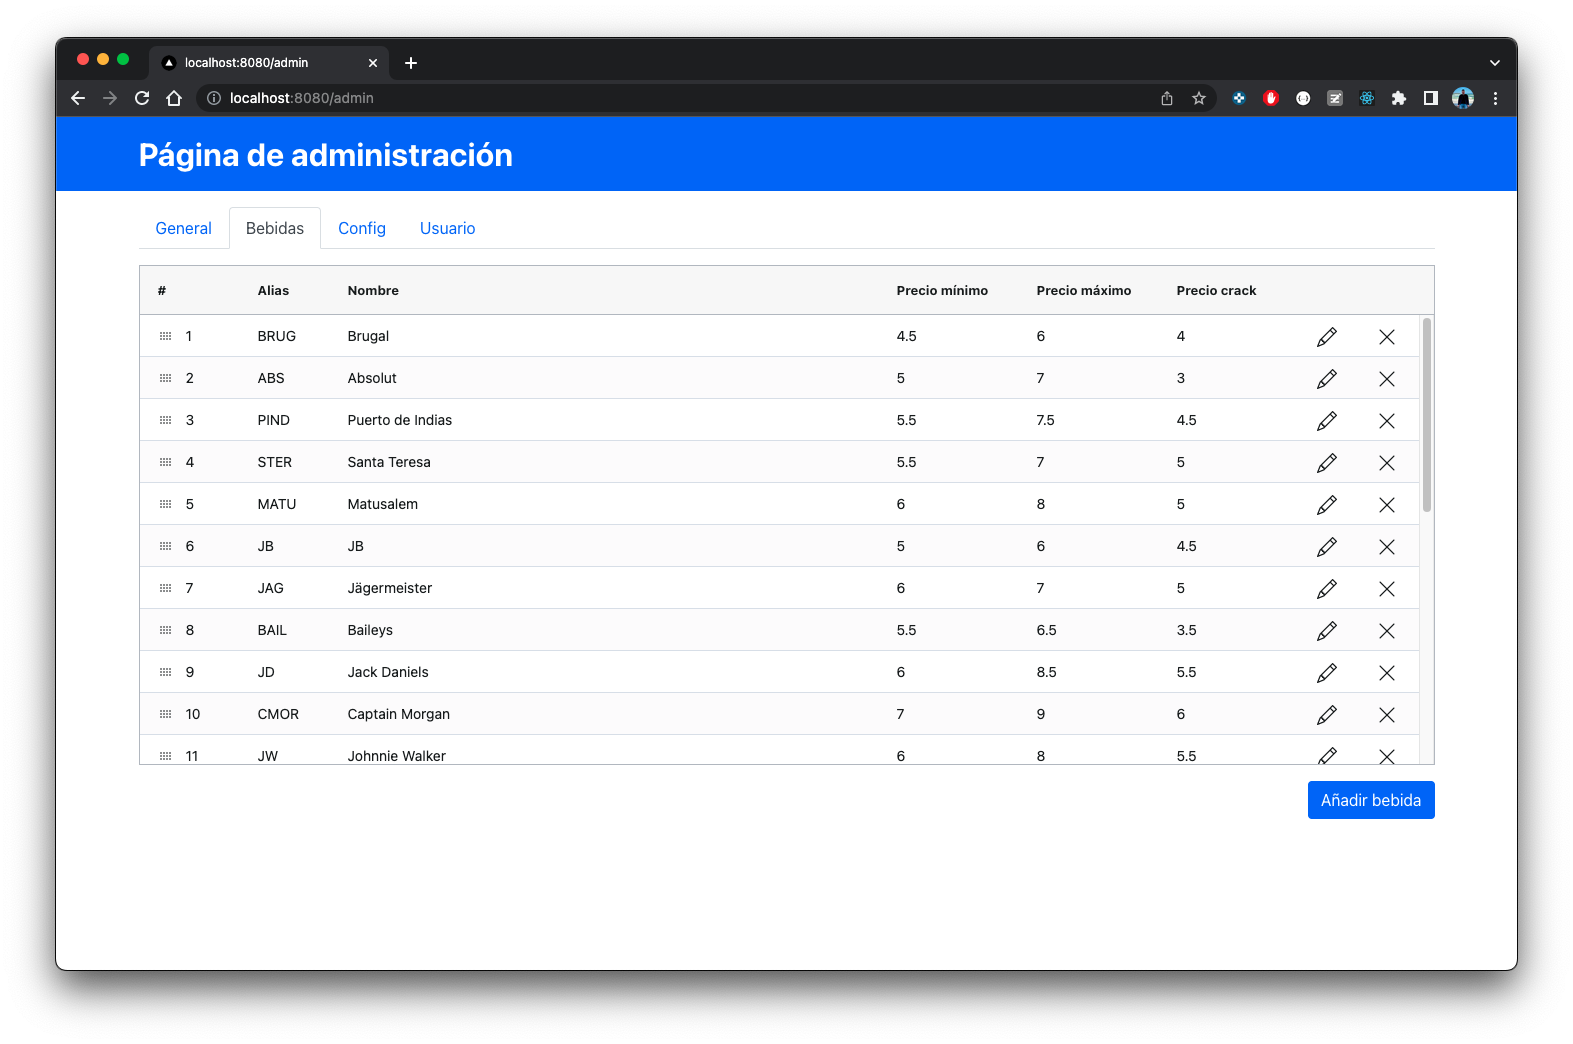 localhost:8080/admin
localhost:8080/admin
Página de administración
General Bebidas Config Usuario
# Alias Nombre Precio mínimo Precio máximo Precio crack
1 BRUG Brugal 4.5 6 4
2 ABS Absolut 5 7 3
3 PIND Puerto de Indias 5.5 7.5 4.5
4 STER Santa Teresa 5.5 7 5
5 MATU Matusalem 6 8 5
6 JB JB 5 6 4.5
7 JAG Jägermeister 6 7 5
8 BAIL Baileys 5.5 6.5 3.5
9 JD Jack Daniels 6 8.5 5.5
10 CMOR Captain Morgan 7 9 6
11 JW Johnnie Walker 6 8 5.5
Añadir bebida